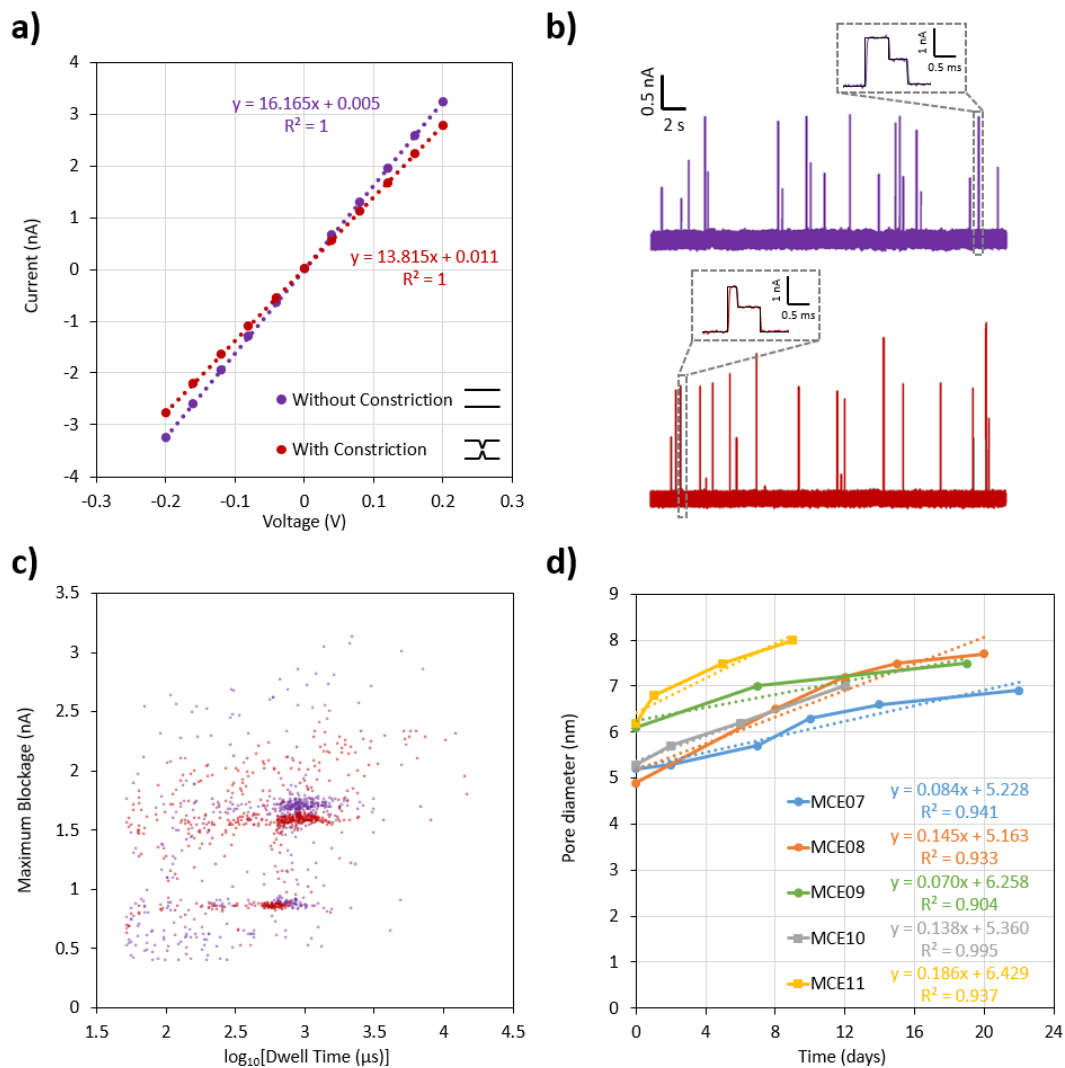 a)
4
3
2
1
0
-1
-2
-3
-4
Current (nA)
y = 16.165x + 0.005
R² = 1
y = 13.815x + 0.011
R² = 1
Without Constriction
With Constriction
-0.3
-0.2
-0.1
0
0.1
0.2
0.3
Voltage (V)
b)
0.5 nA
2 s
1 nA
0.5 ms
1 nA
0.5 ms
c)
3.5
3
2.5
2
1.5
1
0.5
0
Maximum Blockage (nA)
1.5
2
2.5
3
3.5
4
4.5
log₁₀[Dwell Time (µs)]
d)
9
8
7
6
5
4
3
2
1
0
Pore diameter (nm)
MCE07
y = 0.084x + 5.228
R² = 0.941
MCE08
y = 0.145x + 5.163
R² = 0.933
MCE09
y = 0.070x + 6.258
R² = 0.904
MCE10
y = 0.138x + 5.360
R² = 0.995
MCE11
y = 0.186x + 6.429
R² = 0.937
0
4
8
12
16
20
24
Time (days)